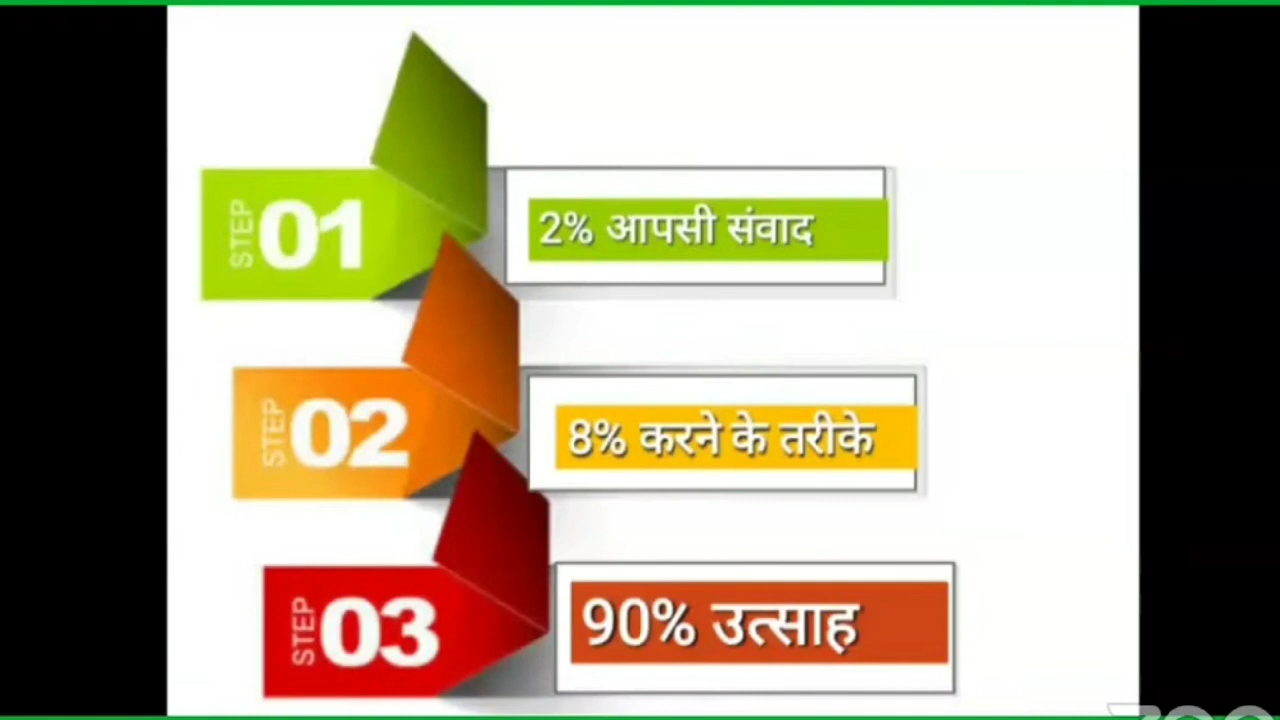 STEP 01
2% आपसी संवाद
STEP 02
8% करने के तरीके
STEP 03
90% उत्साह